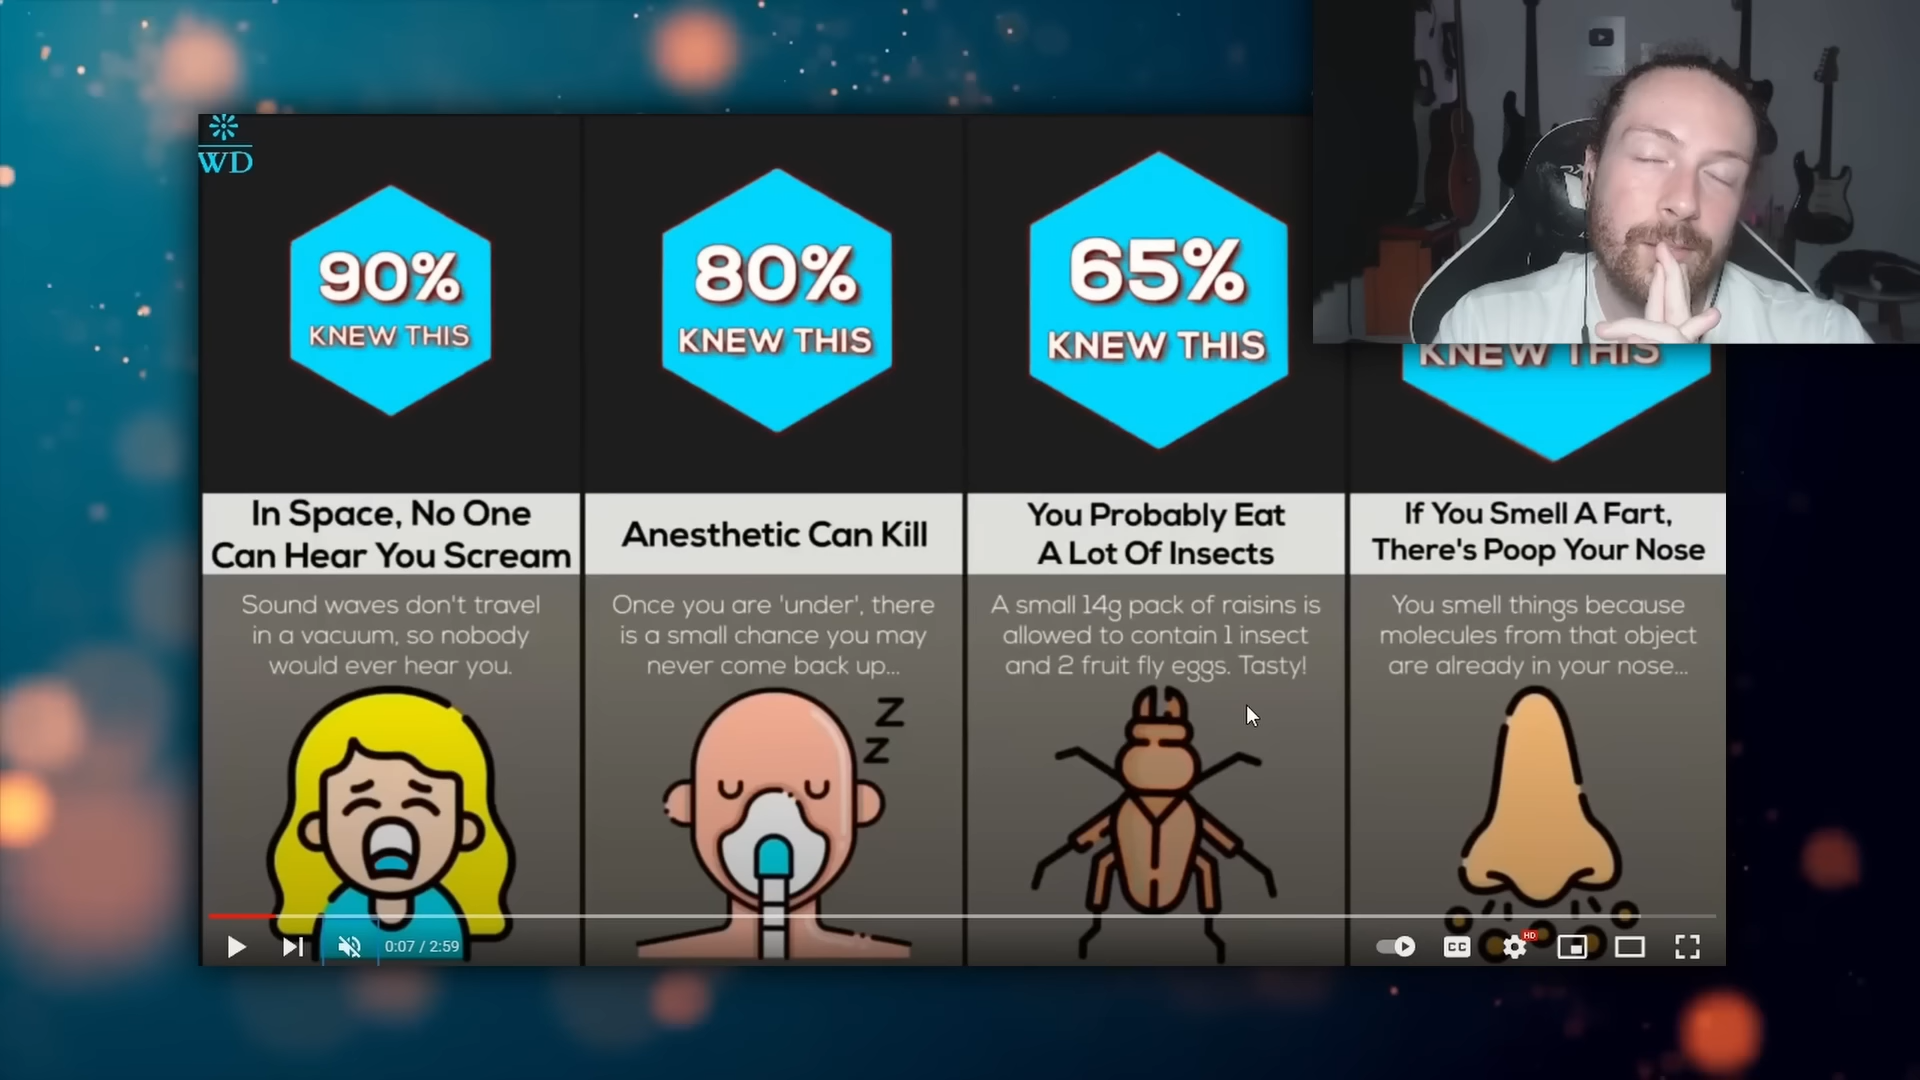 WD
90%
KNEW THIS
80%
KNEW THIS
65%
KNEW THIS
KNEW THIS
In Space, No One
Can Hear You Scream
Anesthetic Can Kill
You Probably Eat
A Lot Of Insects
If You Smell A Fart,
There's Poop Your Nose
Sound waves don't travel
in a vacuum, so nobody
would ever hear you.
Once you are 'under', there
is a small chance you may
never come back up...
A small 14g pack of raisins is
allowed to contain 1 insect
and 2 fruit fly eggs. Tasty!
You smell things because
molecules from that object
are already in your nose...
Z
Z
0:07 / 2:59
CC
HD